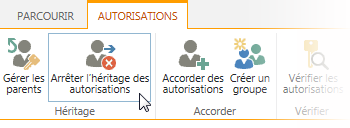 PARCOURIR AUTORISATIONS
Gérer les parents
Arrêter l'héritage des autorisations
Accorder des autorisations
Créer un groupe
Vérifier les autorisations
Héritage
Accorder
Vérifier